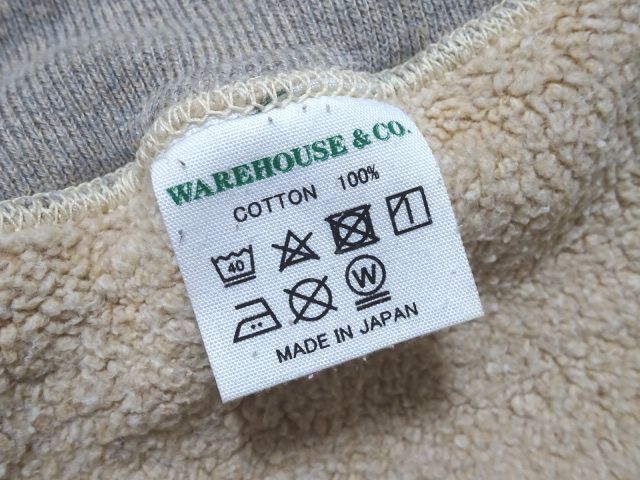 WAREHOUSE & CO.
COTTON 100%
40
W
MADE IN JAPAN